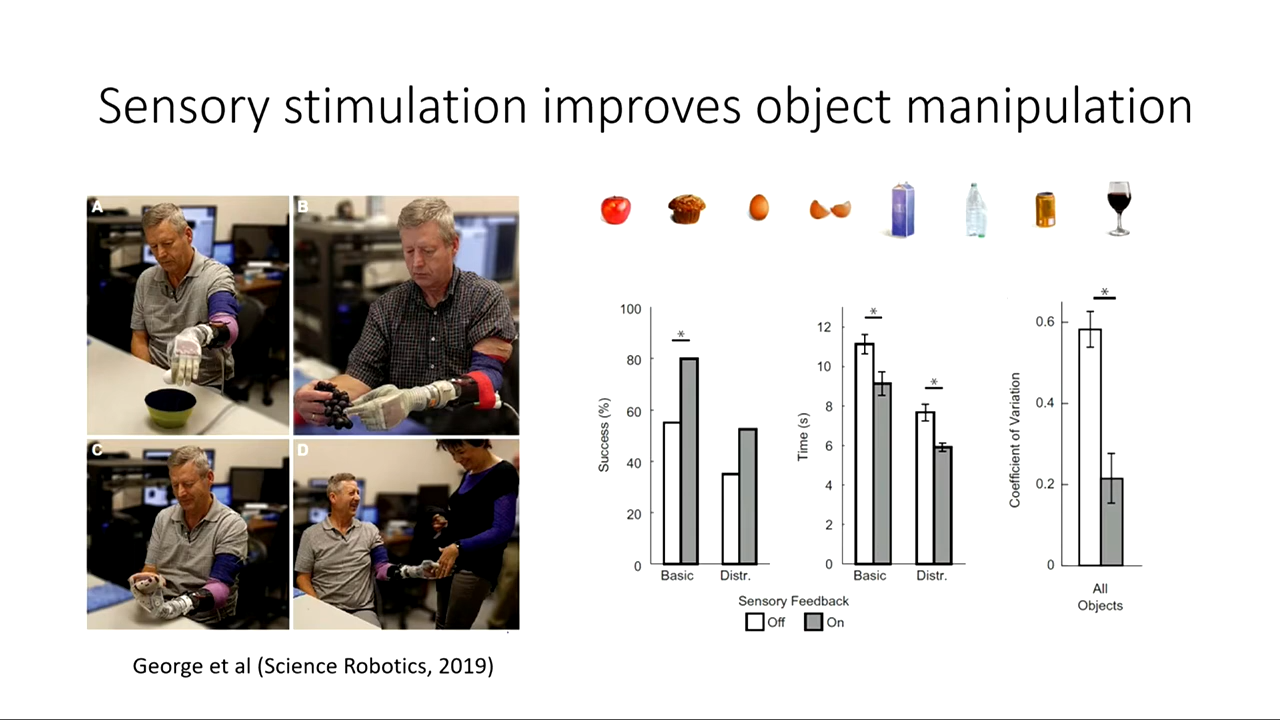 Sensory stimulation improves object manipulation
A
B
C
D
100
80
60
40
20
0
Success (%)
*
Basic
Distr.
12
10
8
6
4
2
0
Time (s)
*
*
Basic
Distr.
Sensory Feedback
Off
On
0.6
0.4
0.2
0
Coefficient of Variation
*
All
Objects
George et al (Science Robotics, 2019)